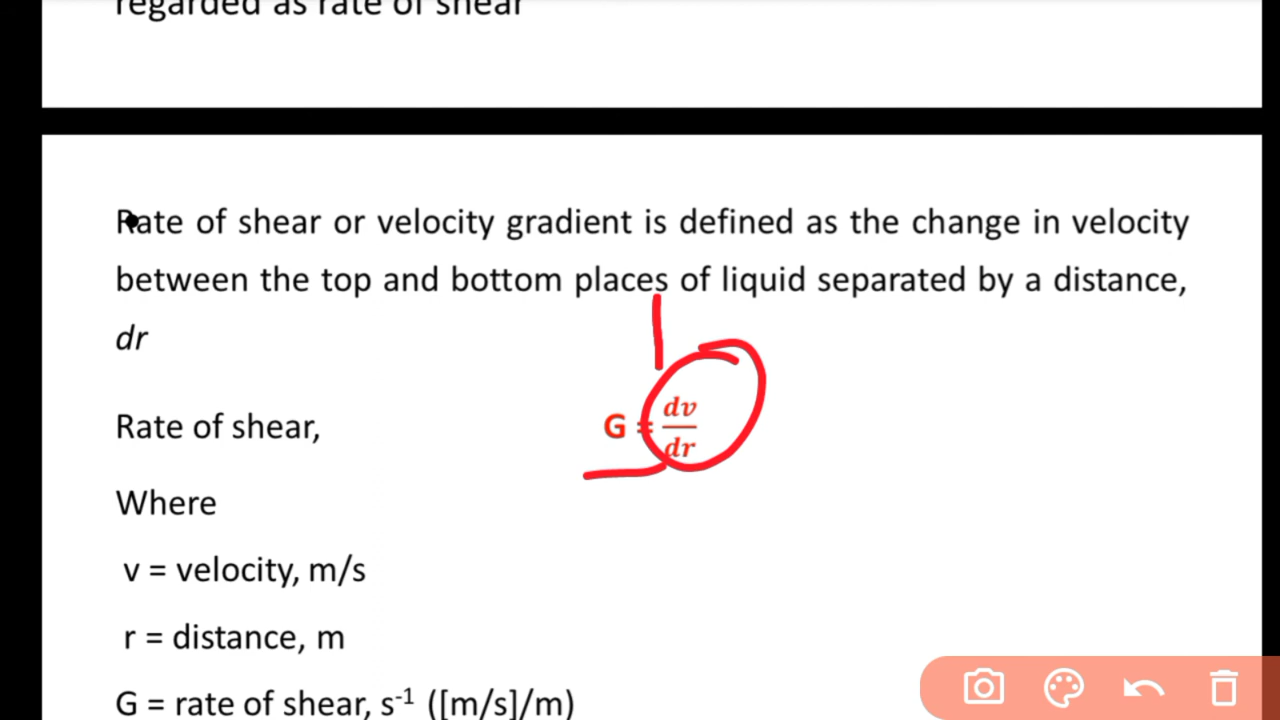 regarded as rate of shear
Rate of shear or velocity gradient is defined as the change in velocity
between the top and bottom places of liquid separated by a distance,
dr
Rate of shear, G = dv/dr
Where
v = velocity, m/s
r = distance, m
G = rate of shear, s⁻¹ ([m/s]/m)